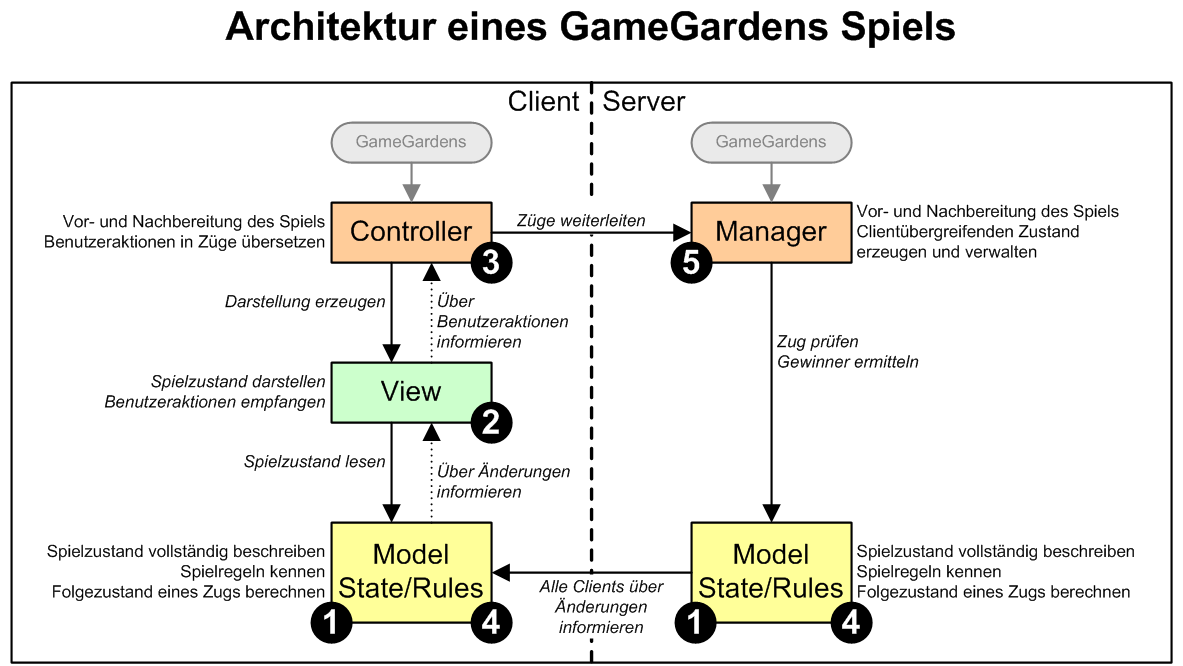 Architektur eines GameGardens Spiels
Client
Server
GameGardens
GameGardens
Vor- und Nachbereitung des Spiels
Benutzeraktionen in Züge übersetzen
Controller
3
Züge weiterleiten
Manager
5
Vor- und Nachbereitung des Spiels
Clientübergreifenden Zustand
erzeugen und verwalten
Darstellung erzeugen
Über
Benutzeraktionen
informieren
Zug prüfen
Gewinner ermitteln
Spielzustand darstellen
Benutzeraktionen empfangen
View
2
Spielzustand lesen
Über Änderungen
informieren
Spielzustand vollständig beschreiben
Spielregeln kennen
Folgezustand eines Zugs berechnen
Model
State/Rules
1
4
Alle Clients über
Änderungen
informieren
Model
State/Rules
1
4
Spielzustand vollständig beschreiben
Spielregeln kennen
Folgezustand eines Zugs berechnen